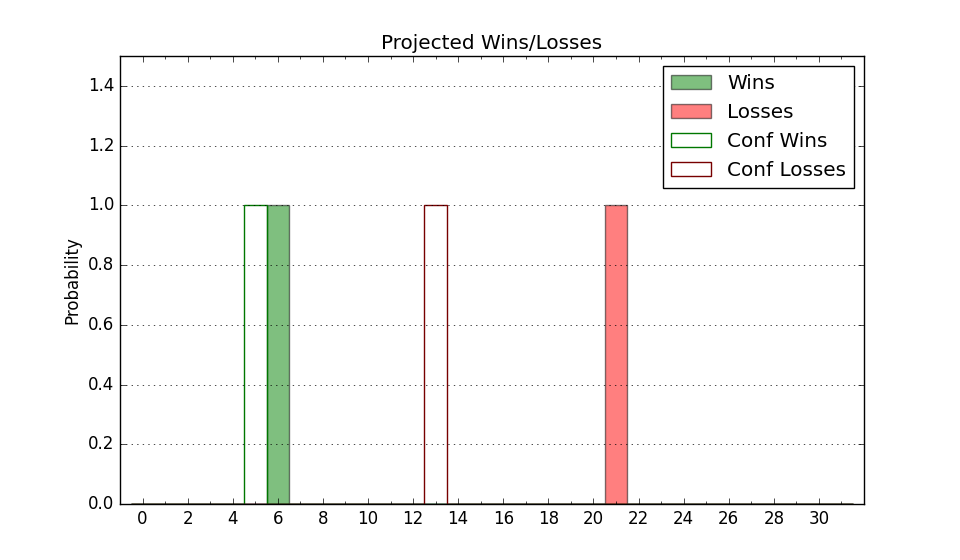 Projected Wins/Losses
Wins
Losses
Conf Wins
Conf Losses
Probability
1.4
1.2
1.0
0.8
0.6
0.4
0.2
0.0
0 2 4 6 8 10 12 14 16 18 20 22 24 26 28 30